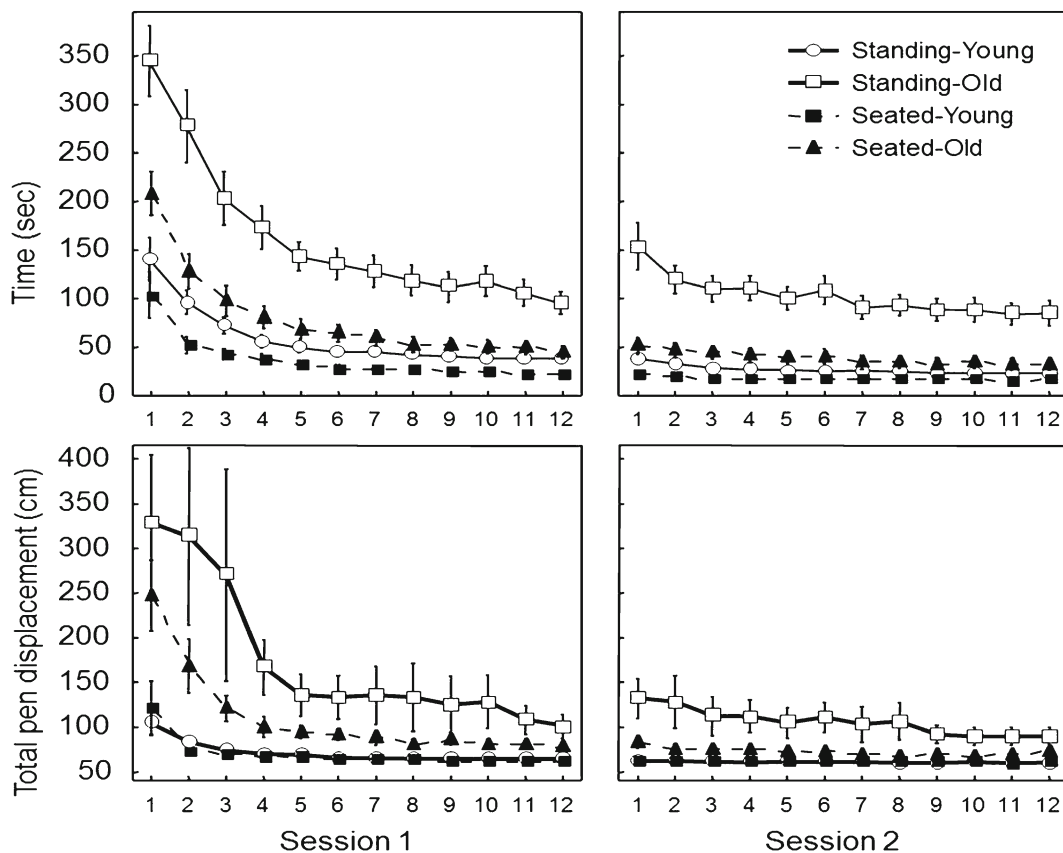 Time (sec)
350
300
250
200
150
100
50
0
1 2 3 4 5 6 7 8 9 10 11 12
Standing-Young
Standing-Old
Seated-Young
Seated-Old
1 2 3 4 5 6 7 8 9 10 11 12
Total pen displacement (cm)
400
350
300
250
200
150
100
50
1 2 3 4 5 6 7 8 9 10 11 12
Session 1
1 2 3 4 5 6 7 8 9 10 11 12
Session 2